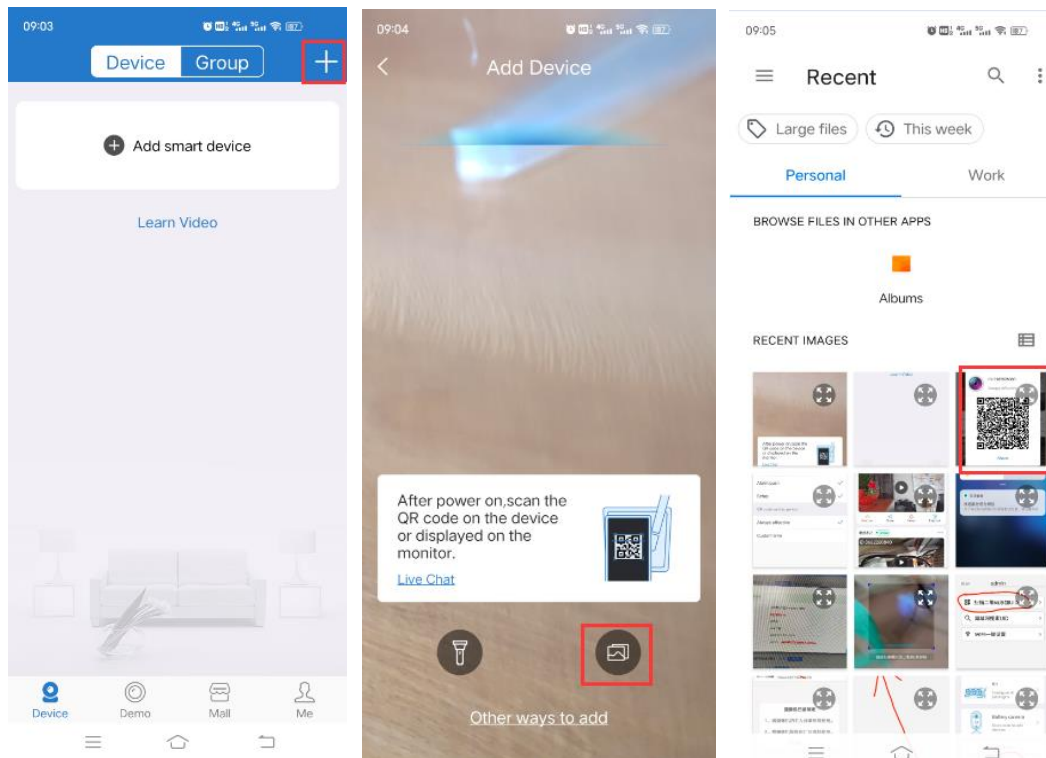 09:03
Device Group
Add smart device
Learn Video
Device Demo Mall Me
09:04
Add Device
After power on,scan the
QR code on the device
or displayed on the
monitor.
Live Chat
Other ways to add
09:05
Recent
Large files This week
Personal Work
BROWSE FILES IN OTHER APPS
Albums
RECENT IMAGES